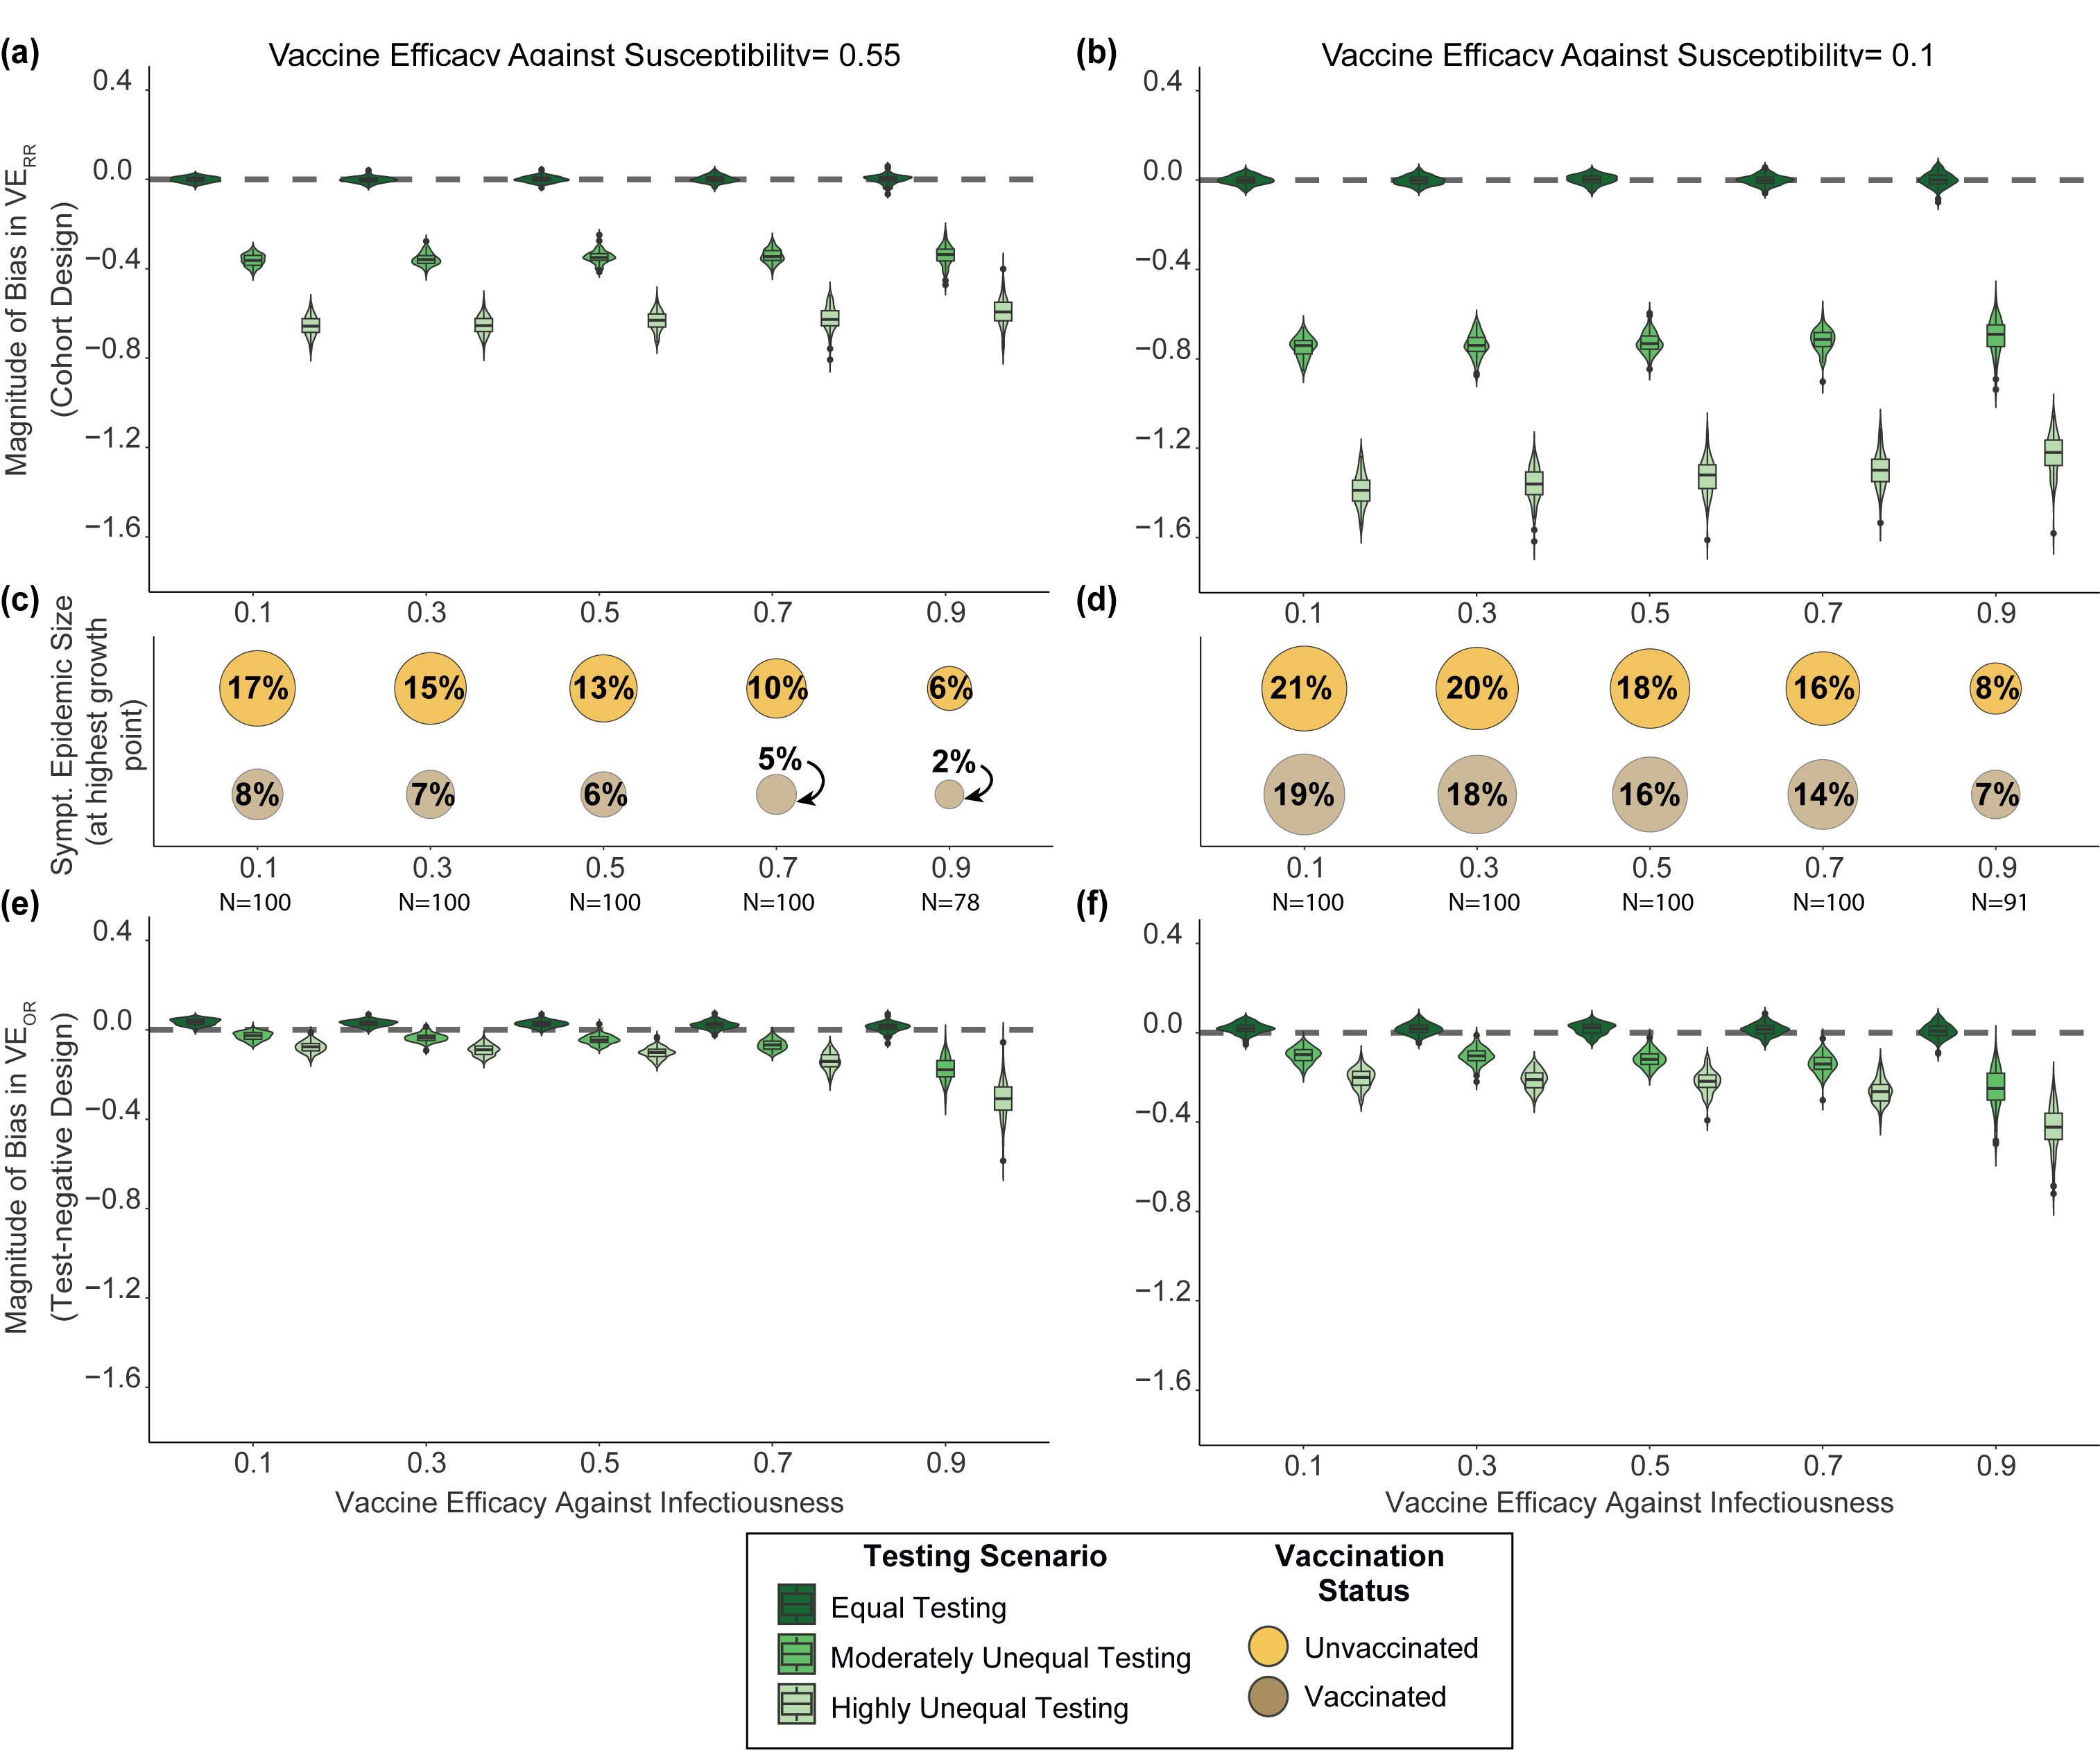 (a)
Vaccine Efficacy Against Susceptibility= 0.55
Magnitude of Bias in VERR
(Cohort Design)
0.4
0.0
−0.4
−0.8
−1.2
−1.6
0.1 0.3 0.5 0.7 0.9
(b)
Vaccine Efficacy Against Susceptibility= 0.1
0.4
0.0
−0.4
−0.8
−1.2
−1.6
0.1 0.3 0.5 0.7 0.9
(c)
Sympt. Epidemic Size
(at highest growth
point)
17% 15% 13% 10% 6%
5% 2%
8% 7% 6%
0.1 0.3 0.5 0.7 0.9
N=100 N=100 N=100 N=100 N=78
(d)
21% 20% 18% 16% 8%
19% 18% 16% 14% 7%
0.1 0.3 0.5 0.7 0.9
N=100 N=100 N=100 N=100 N=91
(e)
Magnitude of Bias in VEOR
(Test-negative Design)
0.4
0.0
−0.4
−0.8
−1.2
−1.6
0.1 0.3 0.5 0.7 0.9
Vaccine Efficacy Against Infectiousness
(f)
0.4
0.0
−0.4
−0.8
−1.2
−1.6
0.1 0.3 0.5 0.7 0.9
Vaccine Efficacy Against Infectiousness
Testing Scenario
Equal Testing
Moderately Unequal Testing
Highly Unequal Testing
Vaccination
Status
Unvaccinated
Vaccinated